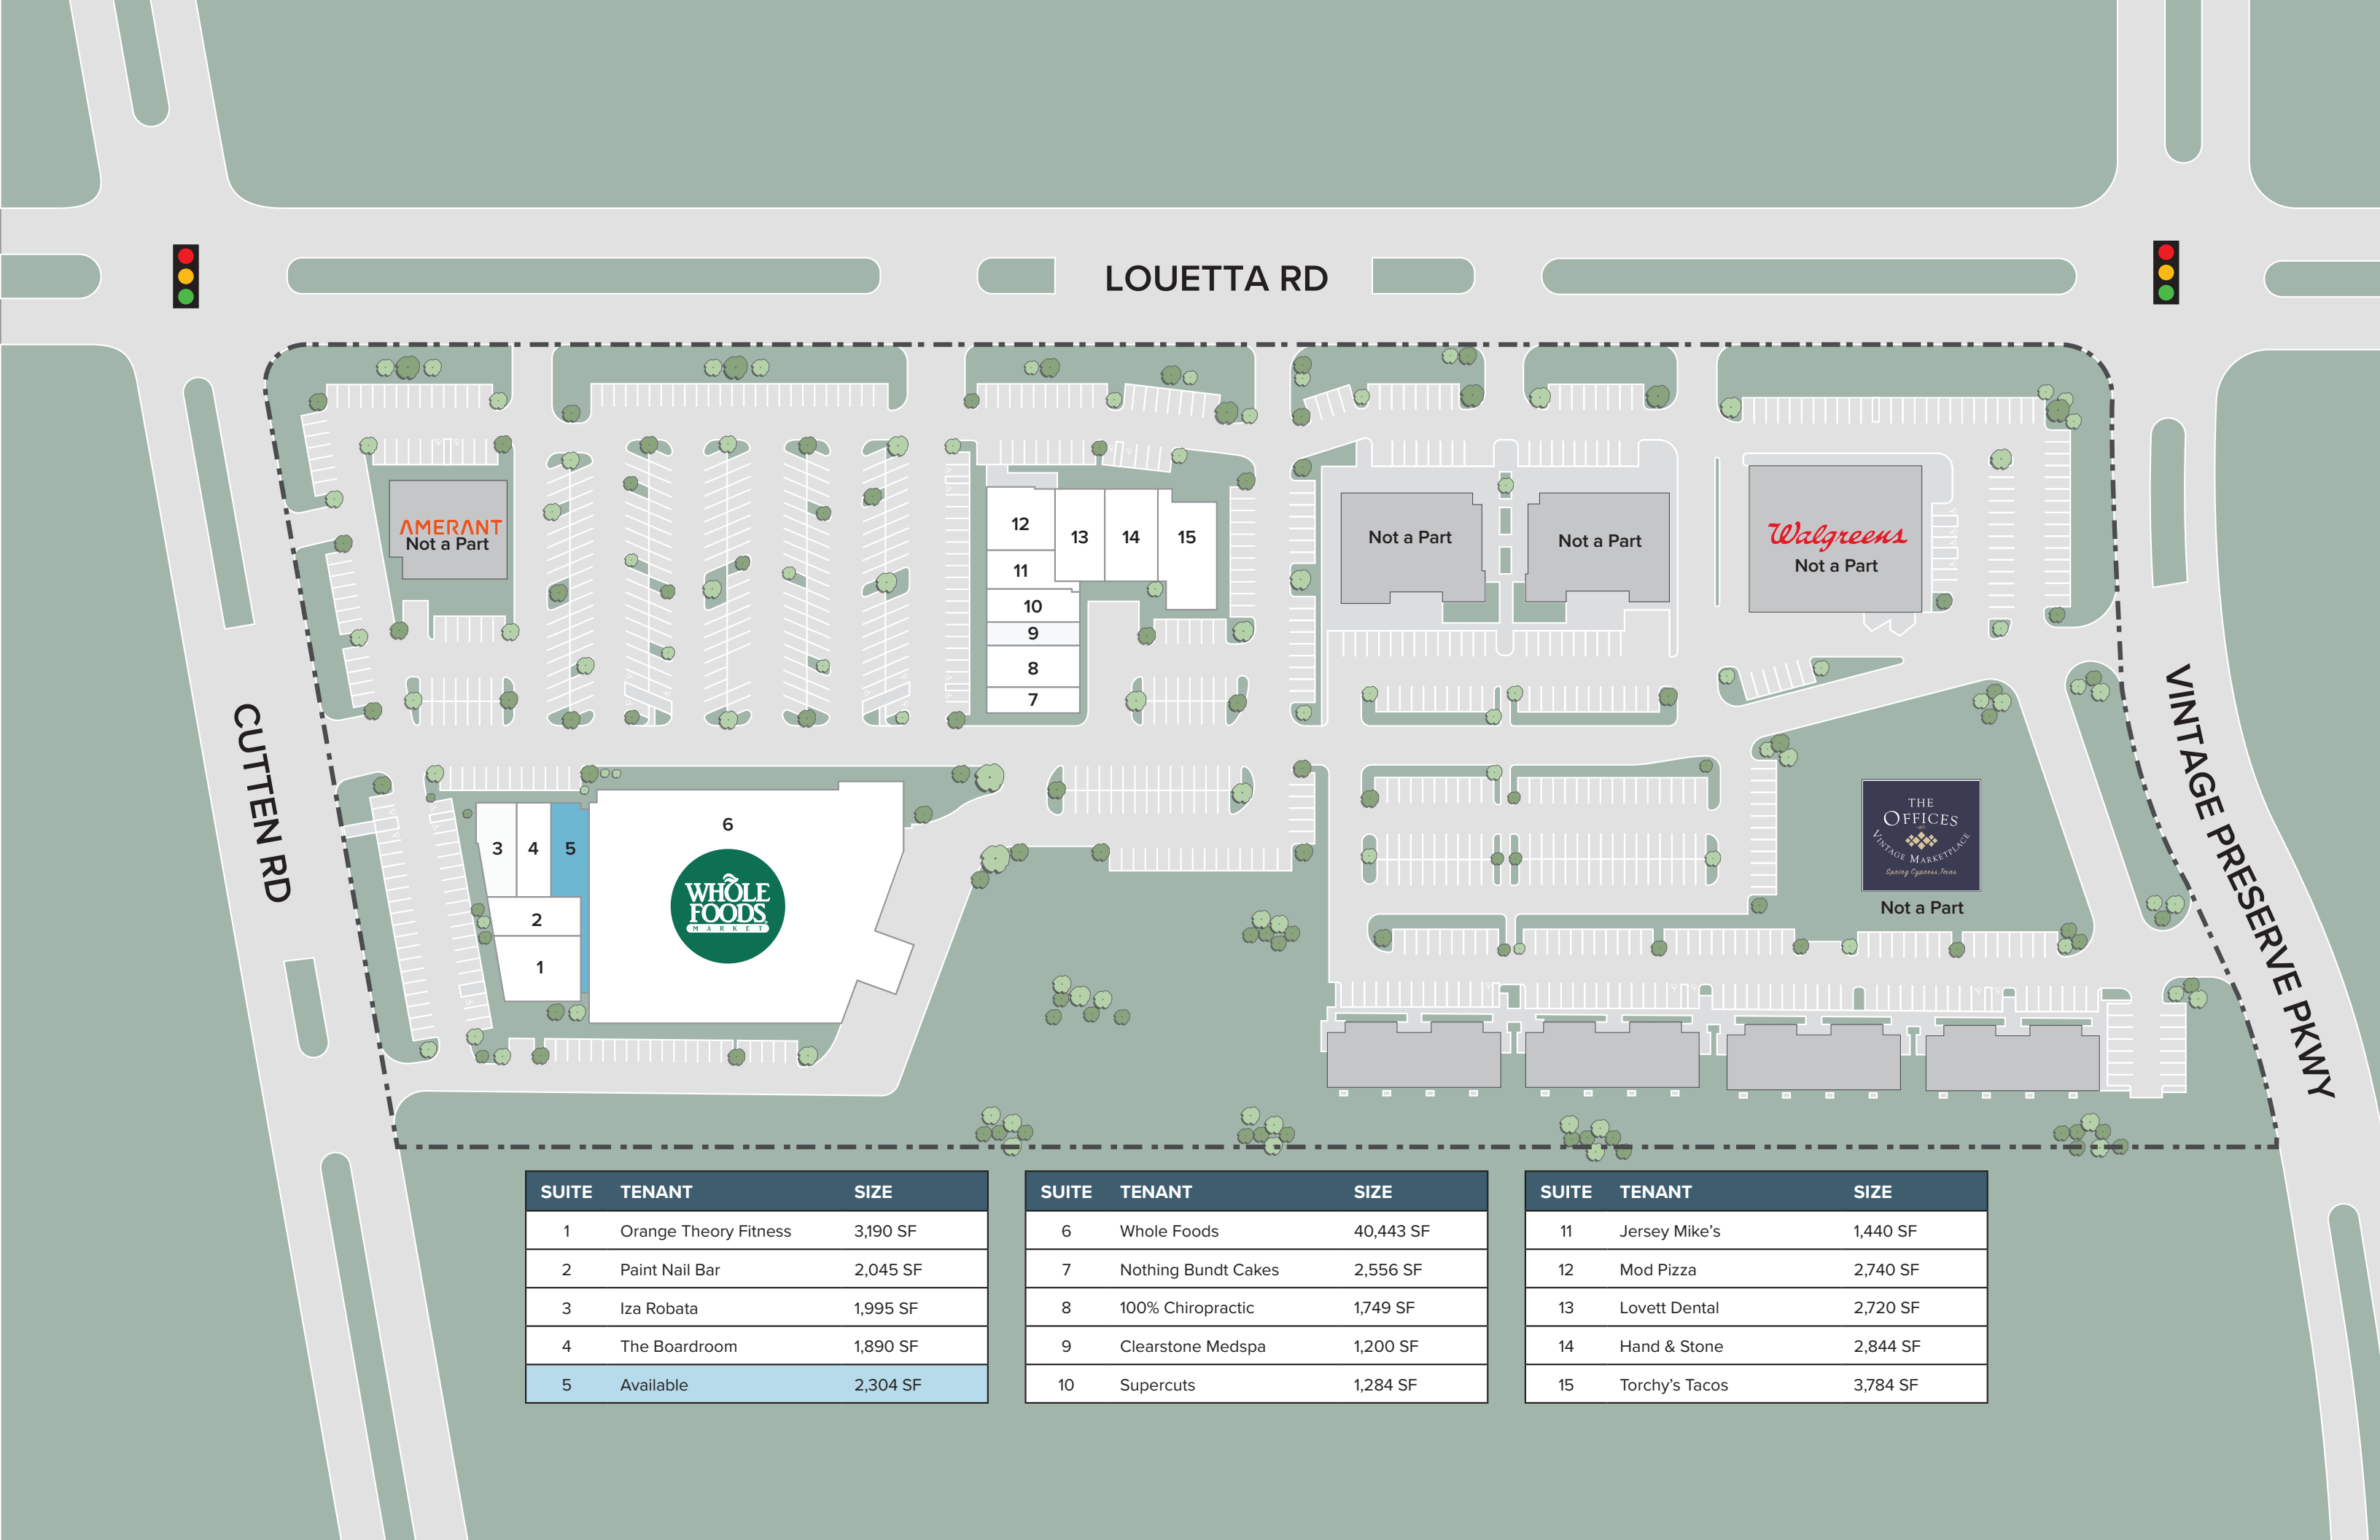 LOUETTA RD
AMERANT
Not a Part
12
13
14
15
11
10
9
8
7
Not a Part
Not a Part
Walgreens
Not a Part
CUTTEN RD
VINTAGE PRESERVE PKWY
3
4
5
2
1
6
WHOLE
FOODS
MARKET
THE
OFFICES
AT
VINTAGE MARKETPLACE
Spring Cypress, Texas
Not a Part
SUITE TENANT SIZE
1 Orange Theory Fitness 3,190 SF
2 Paint Nail Bar 2,045 SF
3 Iza Robata 1,995 SF
4 The Boardroom 1,890 SF
5 Available 2,304 SF
SUITE TENANT SIZE
6 Whole Foods 40,443 SF
7 Nothing Bundt Cakes 2,556 SF
8 100% Chiropractic 1,749 SF
9 Clearstone Medspa 1,200 SF
10 Supercuts 1,284 SF
SUITE TENANT SIZE
11 Jersey Mike’s 1,440 SF
12 Mod Pizza 2,740 SF
13 Lovett Dental 2,720 SF
14 Hand & Stone 2,844 SF
15 Torchy’s Tacos 3,784 SF